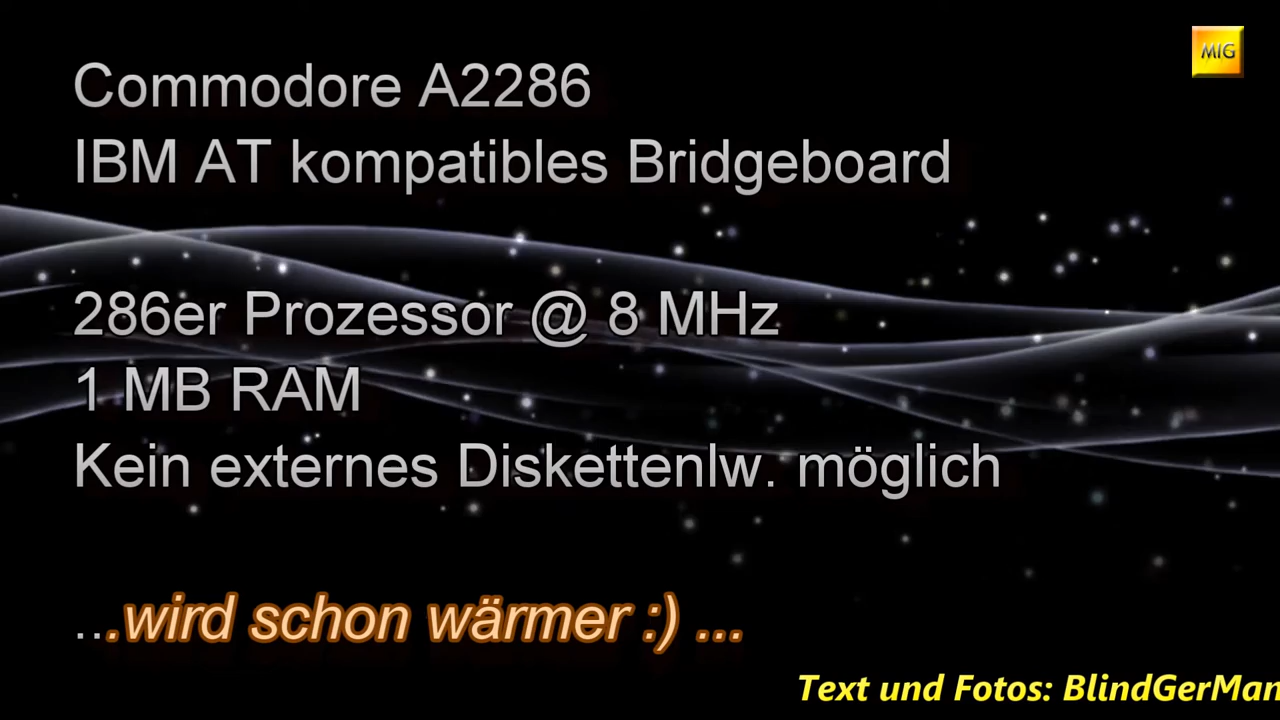 MIG
Commodore A2286
IBM AT kompatibles Bridgeboard
286er Prozessor @ 8 MHz
1 MB RAM
Kein externes Diskettenlw. möglich
...wird schon wärmer :) ...
Text und Fotos: BlindGerMan